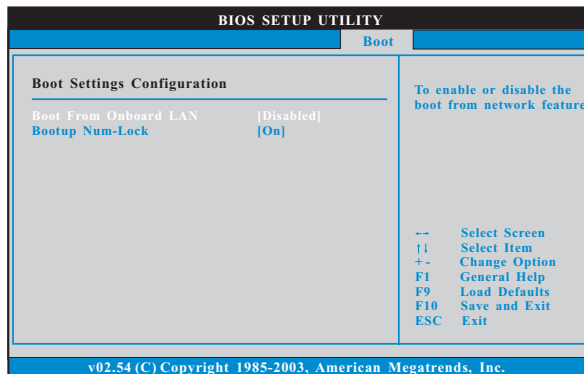 BIOS SETUP UTILITY
Boot
Boot Settings Configuration
Boot From Onboard LAN [Disabled]
Bootup Num-Lock [On]
To enable or disable the
boot from network feature
←→ Select Screen
↑↓ Select Item
+ - Change Option
F1 General Help
F9 Load Defaults
F10 Save and Exit
ESC Exit
v02.54 (C) Copyright 1985-2003, American Megatrends, Inc.